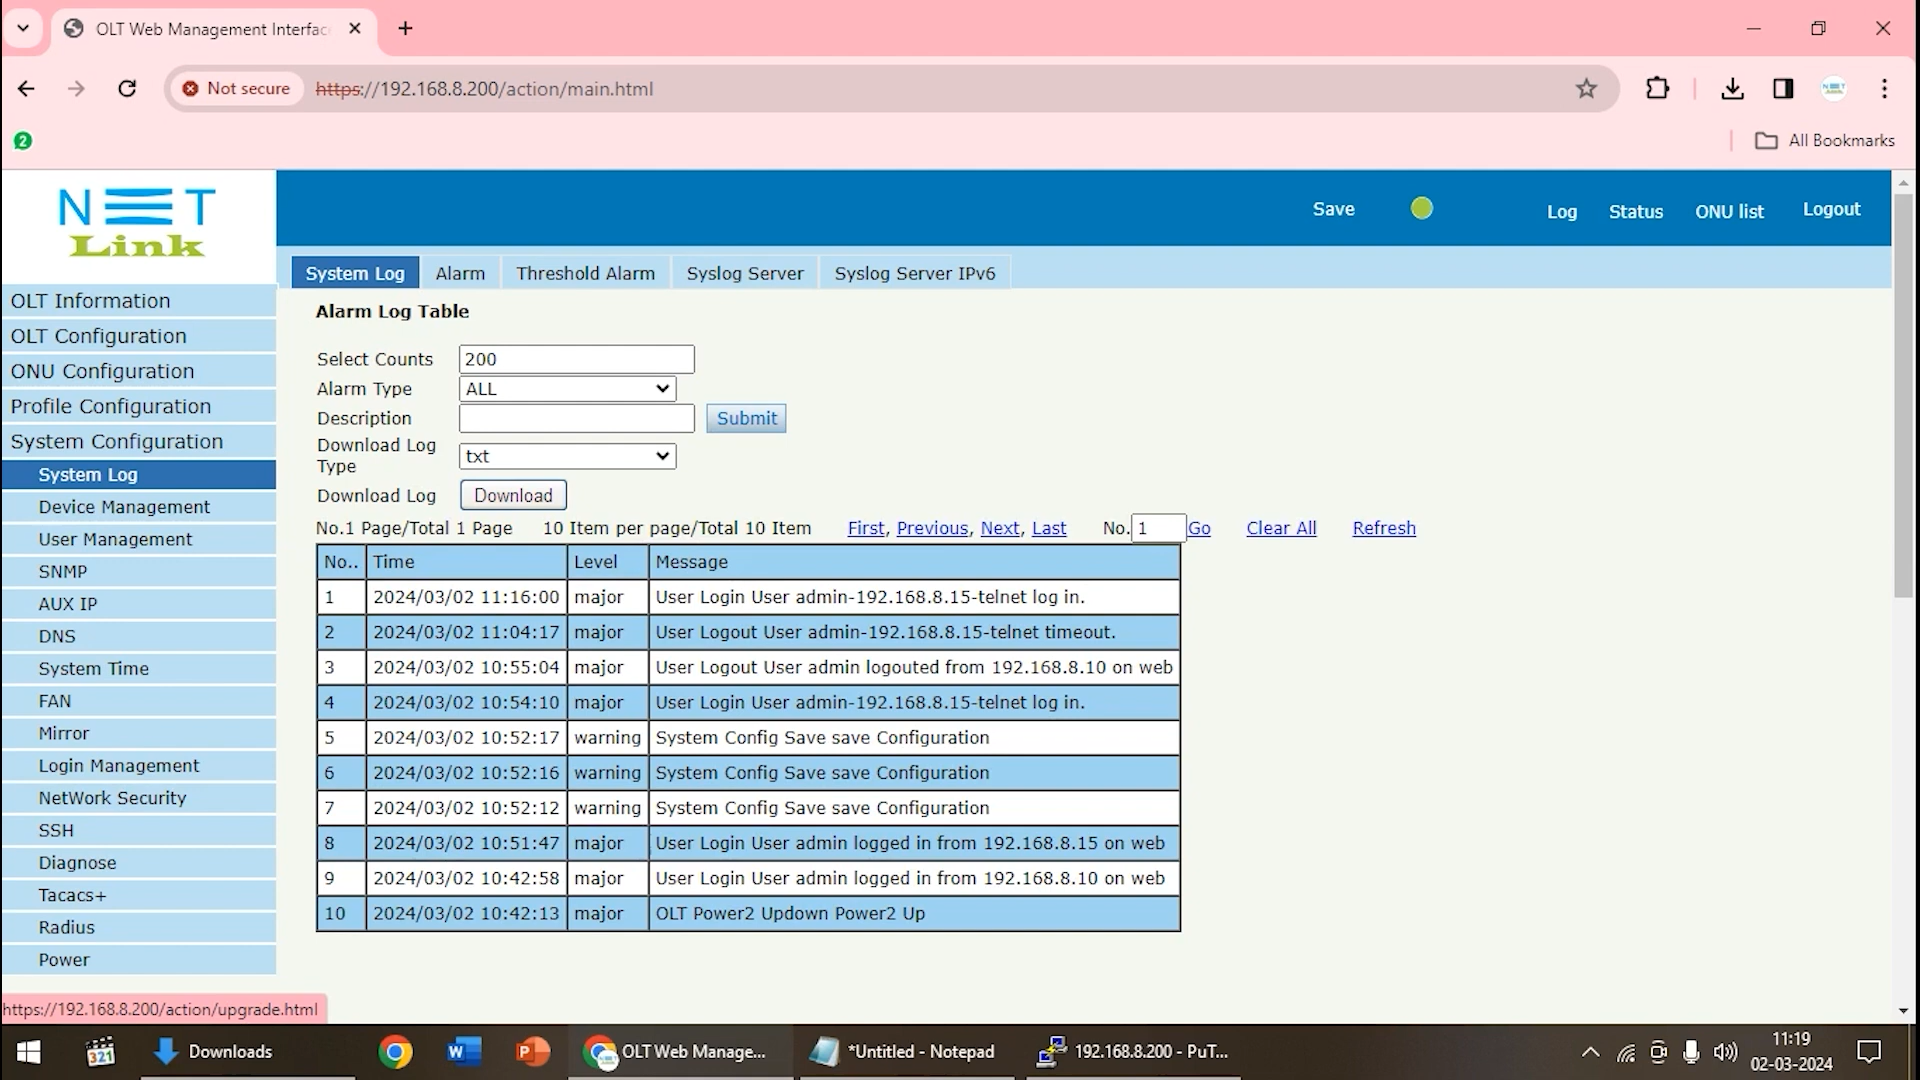 OLT Web Management Interfac
Not secure https://192.168.8.200/action/main.html
2
All Bookmarks
NET
Link
Save Log Status ONU list Logout
System Log Alarm Threshold Alarm Syslog Server Syslog Server IPv6
OLT Information
OLT Configuration
ONU Configuration
Profile Configuration
System Configuration
System Log
Device Management
User Management
SNMP
AUX IP
DNS
System Time
FAN
Mirror
Login Management
NetWork Security
SSH
Diagnose
Tacacs+
Radius
Power
Alarm Log Table
Select Counts 200
Alarm Type ALL
Description Submit
Download Log
Type txt
Download Log Download
No.1 Page/Total 1 Page 10 Item per page/Total 10 Item First, Previous, Next, Last No. 1 Go Clear All Refresh
No.. Time Level Message
1 2024/03/02 11:16:00 major User Login User admin-192.168.8.15-telnet log in.
2 2024/03/02 11:04:17 major User Logout User admin-192.168.8.15-telnet timeout.
3 2024/03/02 10:55:04 major User Logout User admin logouted from 192.168.8.10 on web
4 2024/03/02 10:54:10 major User Login User admin-192.168.8.15-telnet log in.
5 2024/03/02 10:52:17 warning System Config Save save Configuration
6 2024/03/02 10:52:16 warning System Config Save save Configuration
7 2024/03/02 10:52:12 warning System Config Save save Configuration
8 2024/03/02 10:51:47 major User Login User admin logged in from 192.168.8.15 on web
9 2024/03/02 10:42:58 major User Login User admin logged in from 192.168.8.10 on web
10 2024/03/02 10:42:13 major OLT Power2 Updown Power2 Up
https://192.168.8.200/action/upgrade.html
321 Downloads W P OLT Web Manage... *Untitled - Notepad 192.168.8.200 - PuT...
11:19
02-03-2024